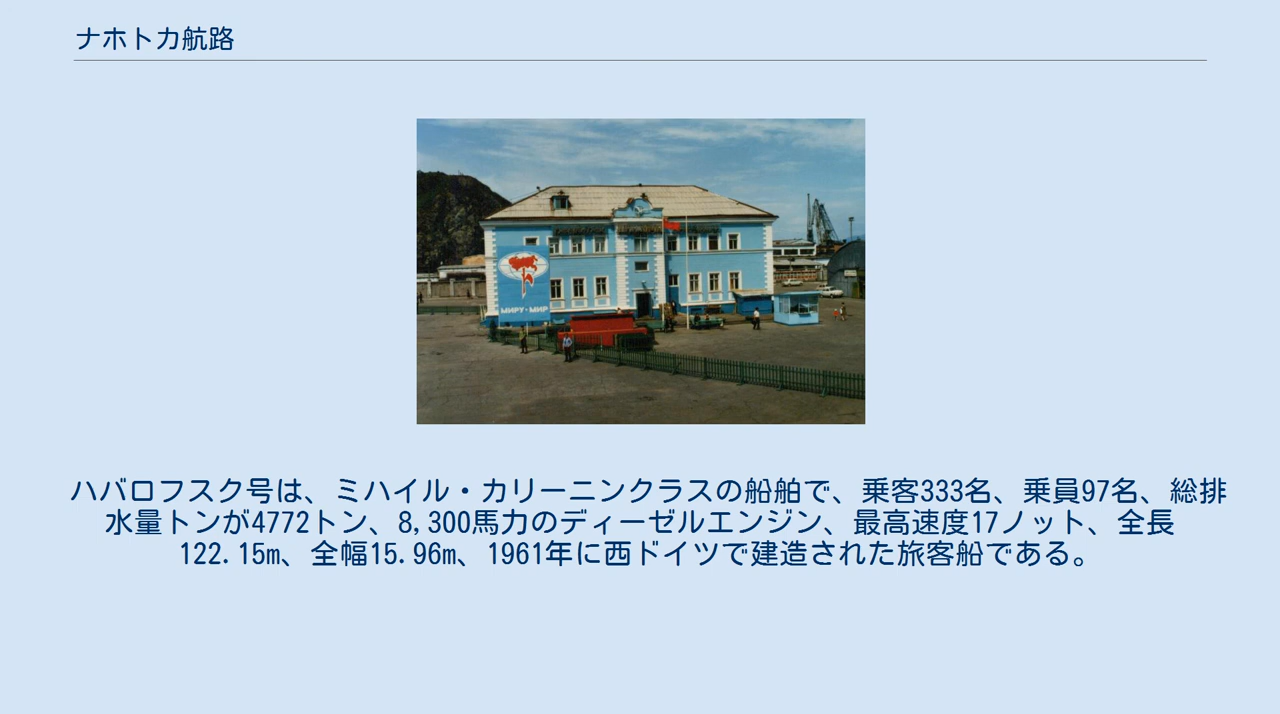 ナホトカ航路
МИРУ-МИР
ハバロフスク号は、ミハイル・カリーニンクラスの船舶で、乗客333名、乗員97名、総排
水量トンが4772トン、8,300馬力のディーゼルエンジン、最高速度17ノット、全長
122.15m、全幅15.96m、1961年に西ドイツで建造された旅客船である。